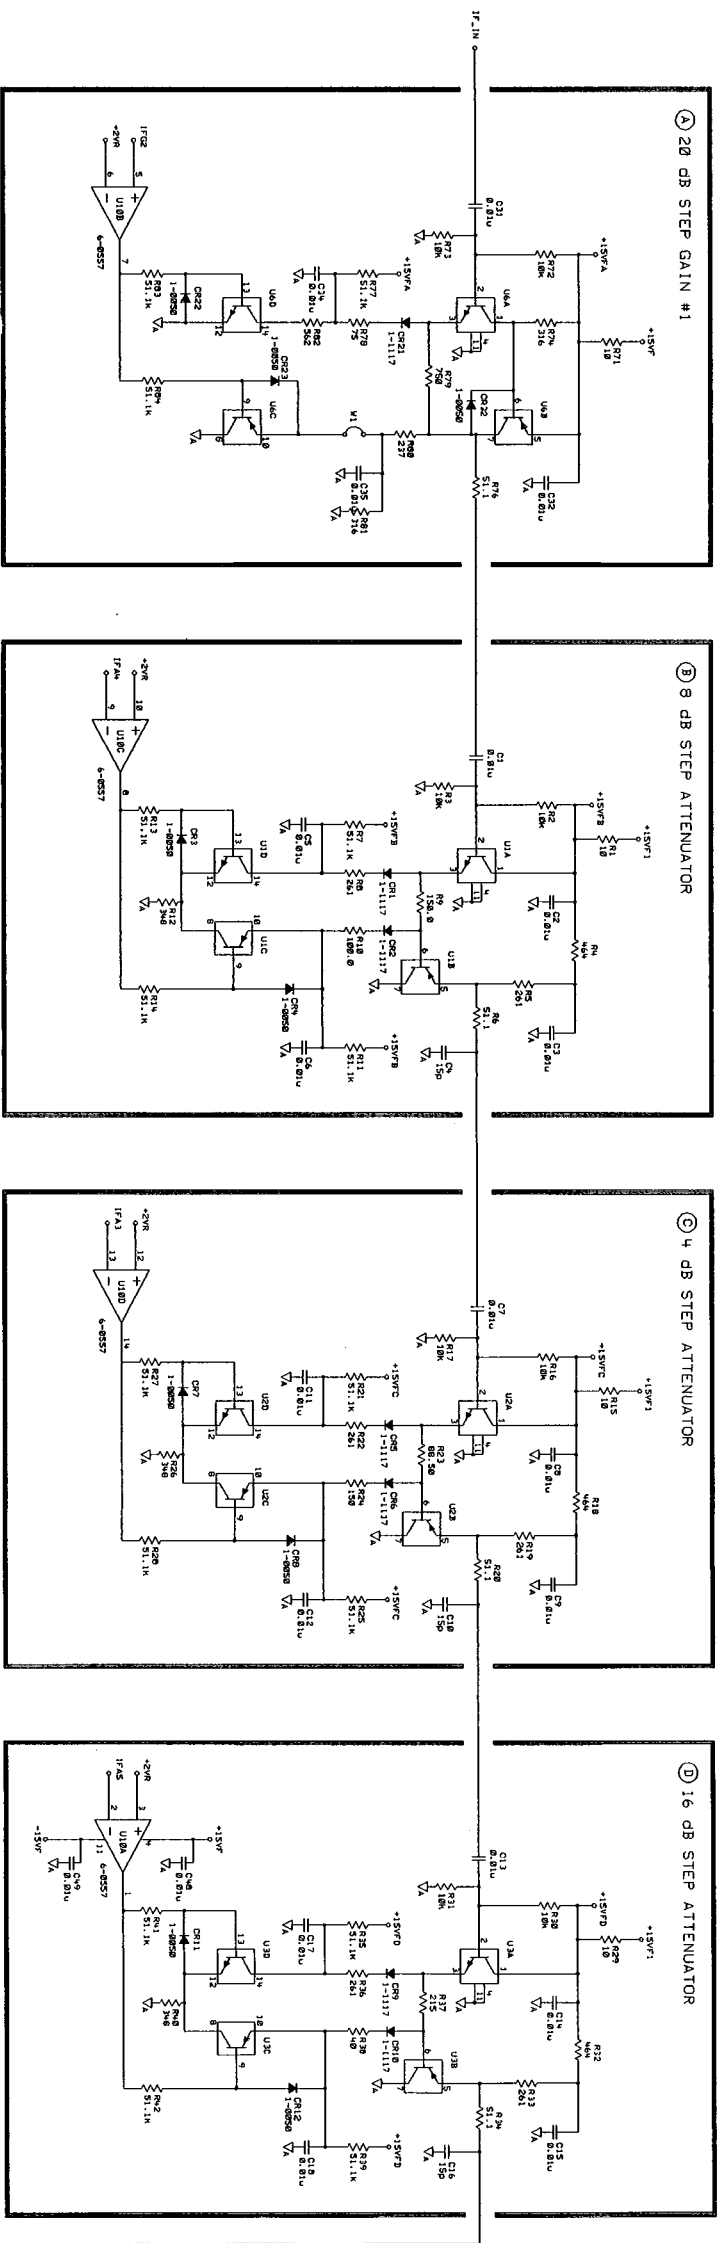 IF_IN
Ⓐ 20 dB STEP GAIN #1
+15VF
R71
10
+15VFA
R72
10K
R74
316
C32
0.01u
C31
0.01u
R73
10K
U6A
U6B
CR32
1-0050
R79
750
R76
51.1
CR21
1-1117
+15VFA
R77
51.1K
R78
75
C34
0.01u
R82
562
R80
237
W1
C35
R81
316
CR23
1-0050
U6D
U6C
CR22
1-0050
R83
51.1K
R84
51.1K
IFG2
+2VR
U10B
6-0557
Ⓑ 8 dB STEP ATTENUATOR
+15VF1
R1
10
+15VFB
R2
10K
C2
0.01u
R4
464
R5
261
C3
0.01u
C1
0.01u
R3
10K
U1A
U1B
R9
150.0
R6
51.1
C4
15p
CR1
1-1117
CR2
1-1117
+15VFB
R7
51.1K
R8
261
C5
0.01u
R10
100.0
+15VFB
R11
51.1K
C6
0.01u
CR4
1-0050
U1D
U1C
CR3
1-0050
R12
348
R13
51.1K
R14
51.1K
+2VR
IFA4
U10C
6-0557
Ⓒ 4 dB STEP ATTENUATOR
+15VF1
R15
10
+15VFC
R16
10K
C8
0.01u
R18
464
R19
261
C9
0.01u
C7
0.01u
R17
10K
U2A
U2B
R23
88.50
R20
51.1
C10
15p
CR5
1-1117
CR6
1-1117
+15VFC
R21
51.1K
R22
261
C11
0.01u
R24
150
+15VFC
R25
51.1K
C12
0.01u
CR8
1-0050
U2D
U2C
CR7
1-0050
R26
348
R27
51.1K
R28
51.1K
+2VR
IFA3
U10D
6-0557
Ⓓ 16 dB STEP ATTENUATOR
+15VF1
R29
10
+15VFD
R30
10K
C14
0.01u
R32
464
R33
261
C15
0.01u
C13
0.01u
R31
10K
U3A
U3B
R37
215
R34
51.1
C16
15p
CR9
1-1117
CR10
1-1117
+15VFD
R35
51.1K
R36
261
C17
0.01u
R38
40
+15VFD
R39
51.1K
C18
0.01u
CR12
1-0050
U3D
U3C
CR11
1-0050
R40
348
R41
51.1K
R42
51.1K
+2VR
IFA5
U10A
6-0557
+15VF
C48
0.01u
-15VF
C49
0.01u